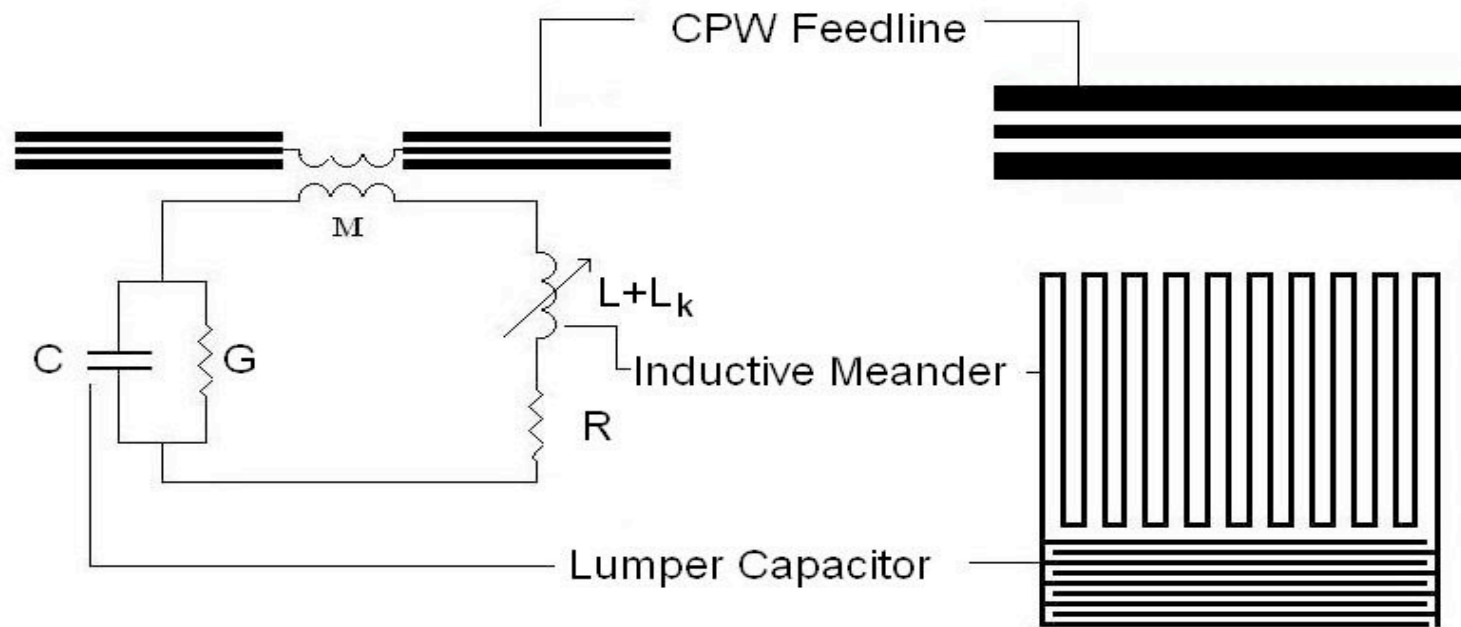 CPW Feedline
M
L+Lk
C
G
Inductive Meander
R
Lumper Capacitor